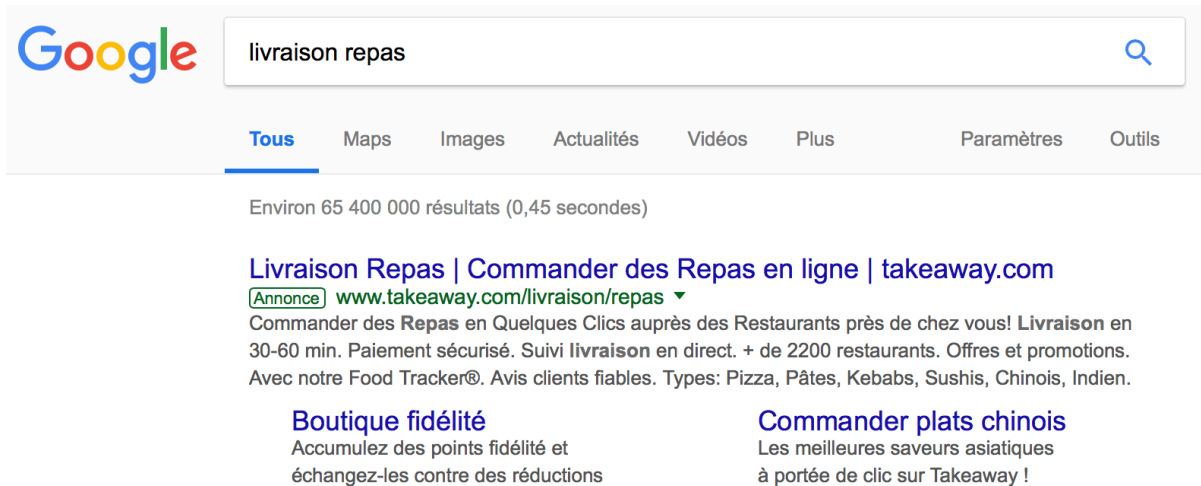 Google
livraison repas
Tous Maps Images Actualités Vidéos Plus Paramètres Outils
Environ 65 400 000 résultats (0,45 secondes)
Livraison Repas | Commander des Repas en ligne | takeaway.com
Annonce www.takeaway.com/livraison/repas
Commander des Repas en Quelques Clics auprès des Restaurants près de chez vous! Livraison en
30-60 min. Paiement sécurisé. Suivi livraison en direct. + de 2200 restaurants. Offres et promotions.
Avec notre Food Tracker®. Avis clients fiables. Types: Pizza, Pâtes, Kebabs, Sushis, Chinois, Indien.
Boutique fidélité
Accumulez des points fidélité et
échangez-les contre des réductions
Commander plats chinois
Les meilleures saveurs asiatiques
à portée de clic sur Takeaway !